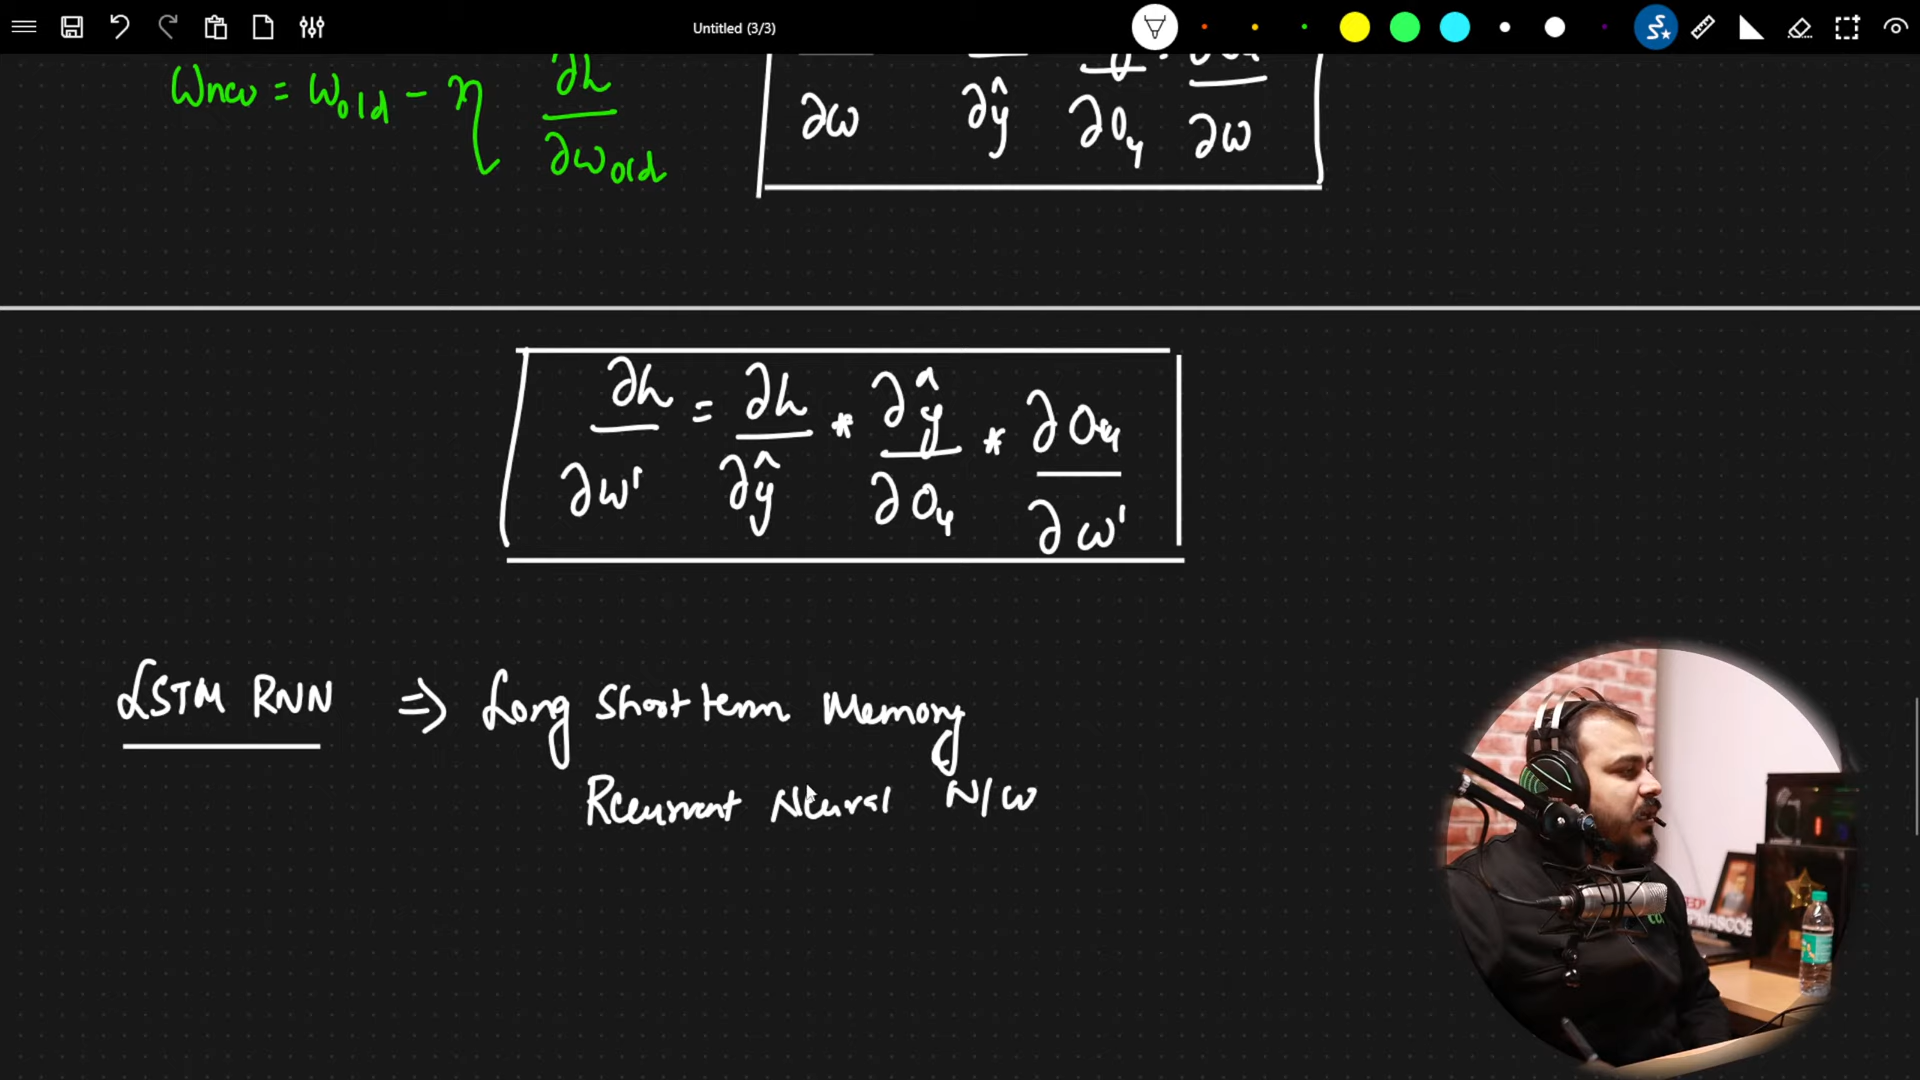 Untitled (3/3)
Wnew = Wold - η ∂L
∂Wold
∂w ∂ŷ ∂O4 ∂w
∂L = ∂L * ∂ŷ * ∂O4
∂w' ∂ŷ ∂O4 ∂w'
LSTM RNN ⇒ Long Short term Memory
Recurrent Neural N/w